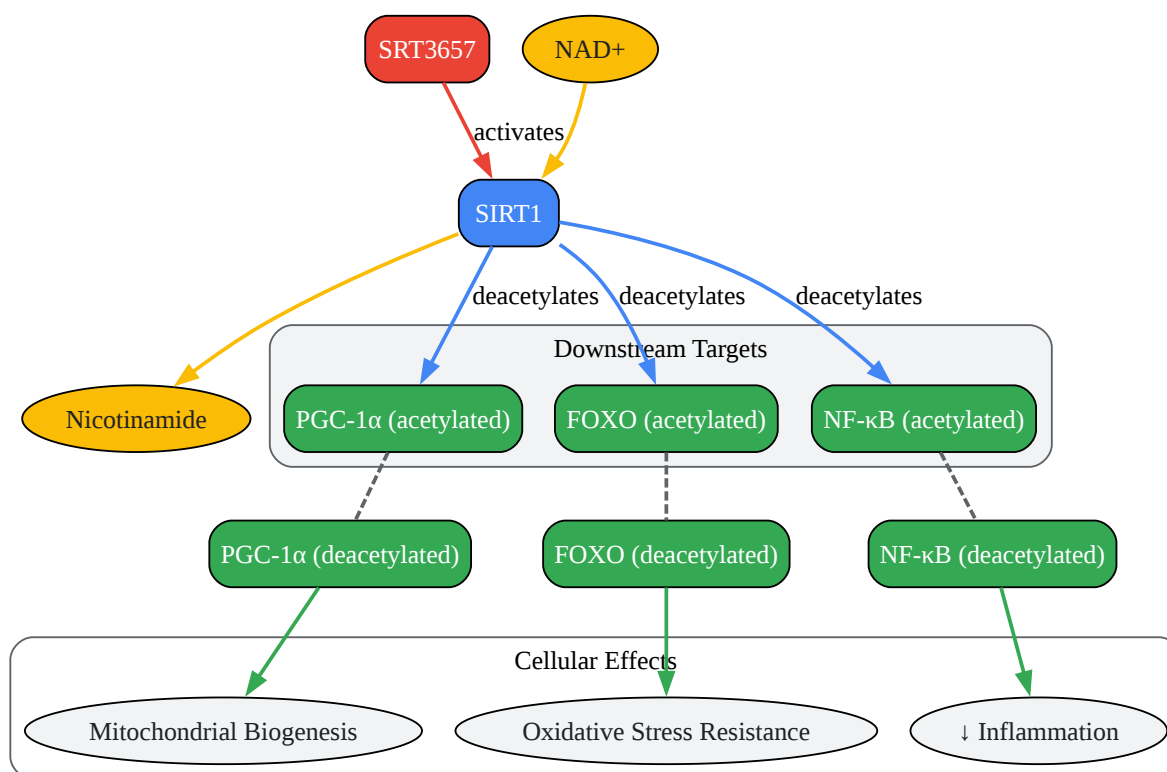 SRT3657
NAD+
activates
SIRT1
deacetylates
deacetylates
deacetylates
Downstream Targets
Nicotinamide
PGC-1α (acetylated)
FOXO (acetylated)
NF-κB (acetylated)
PGC-1α (deacetylated)
FOXO (deacetylated)
NF-κB (deacetylated)
Cellular Effects
Mitochondrial Biogenesis
Oxidative Stress Resistance
↓ Inflammation